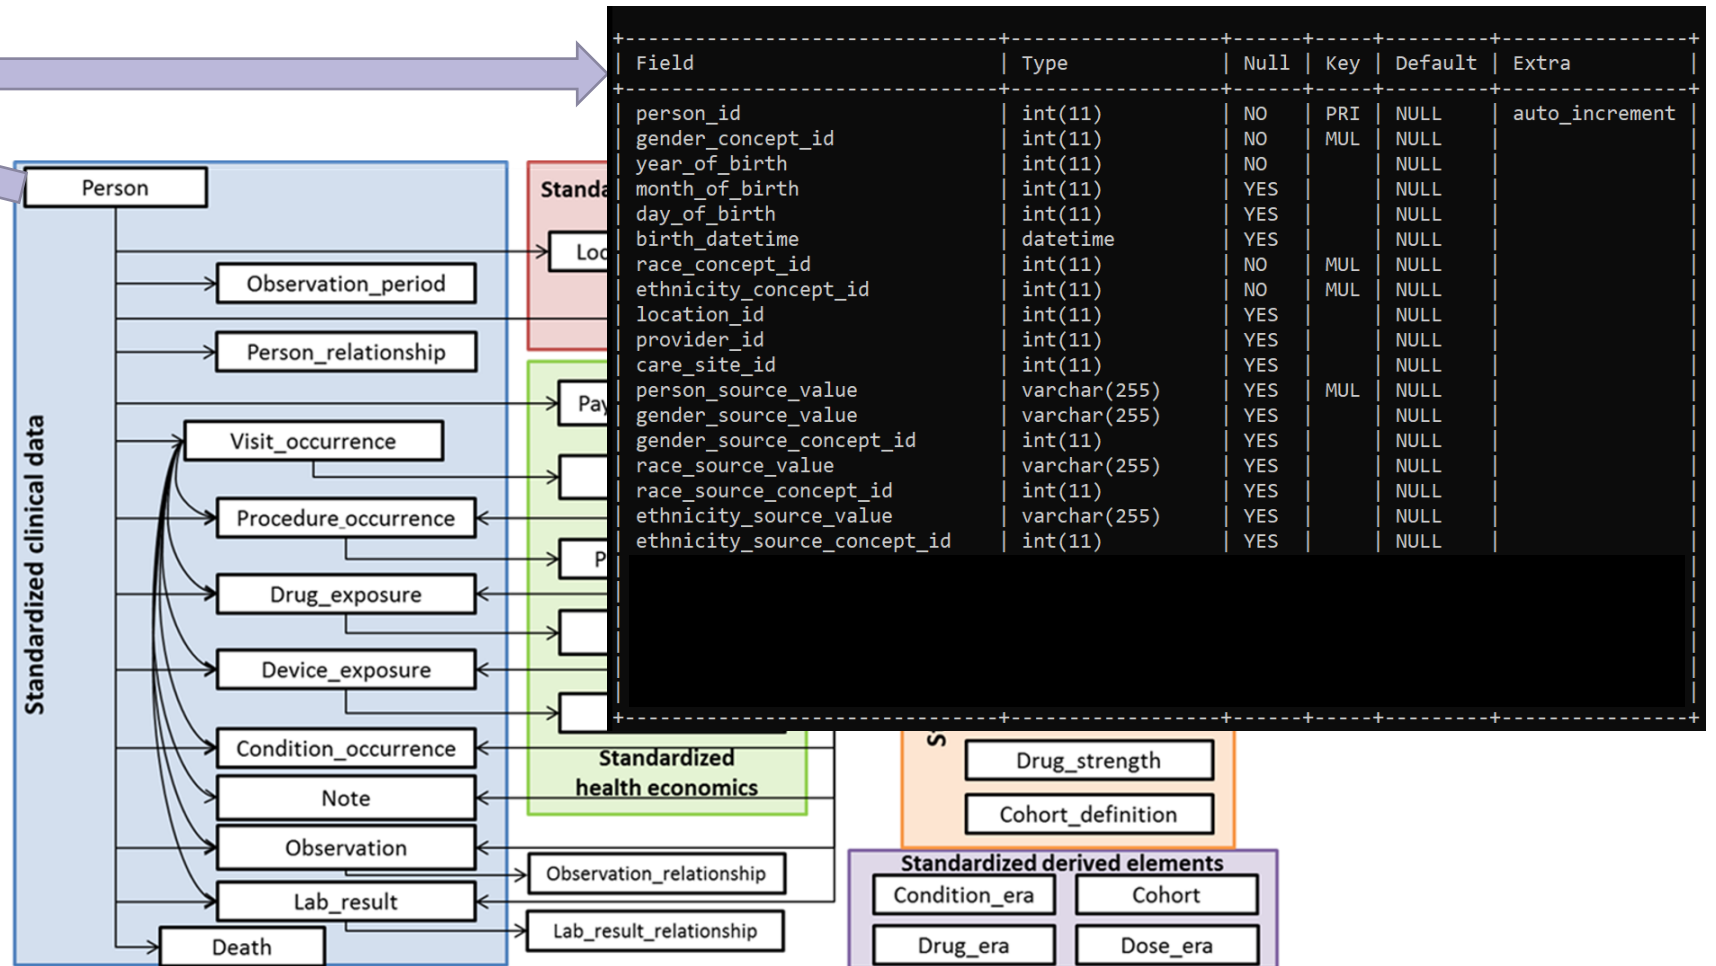 +--------------------------------+------------------+------+-----+---------+----------------+
| Field | Type | Null | Key | Default | Extra |
+--------------------------------+------------------+------+-----+---------+----------------+
| person_id | int(11) | NO | PRI | NULL | auto_increment |
| gender_concept_id | int(11) | NO | MUL | NULL | |
| year_of_birth | int(11) | NO | | NULL | |
| month_of_birth | int(11) | YES | | NULL | |
| day_of_birth | int(11) | YES | | NULL | |
| birth_datetime | datetime | YES | | NULL | |
| race_concept_id | int(11) | NO | MUL | NULL | |
| ethnicity_concept_id | int(11) | NO | MUL | NULL | |
| location_id | int(11) | YES | | NULL | |
| provider_id | int(11) | YES | | NULL | |
| care_site_id | int(11) | YES | | NULL | |
| person_source_value | varchar(255) | YES | MUL | NULL | |
| gender_source_value | varchar(255) | YES | | NULL | |
| gender_source_concept_id | int(11) | YES | | NULL | |
| race_source_value | varchar(255) | YES | | NULL | |
| race_source_concept_id | int(11) | YES | | NULL | |
| ethnicity_source_value | varchar(255) | YES | | NULL | |
| ethnicity_source_concept_id | int(11) | YES | | NULL | |
+--------------------------------+------------------+------+-----+---------+----------------+
Standardized clinical data
Person
Observation_period
Person_relationship
Visit_occurrence
Procedure_occurrence
Drug_exposure
Device_exposure
Condition_occurrence
Note
Observation
Lab_result
Death
Standa
Loc
Pay
P
Standardized
health economics
Observation_relationship
Lab_result_relationship
S
Drug_strength
Cohort_definition
Standardized derived elements
Condition_era
Cohort
Drug_era
Dose_era